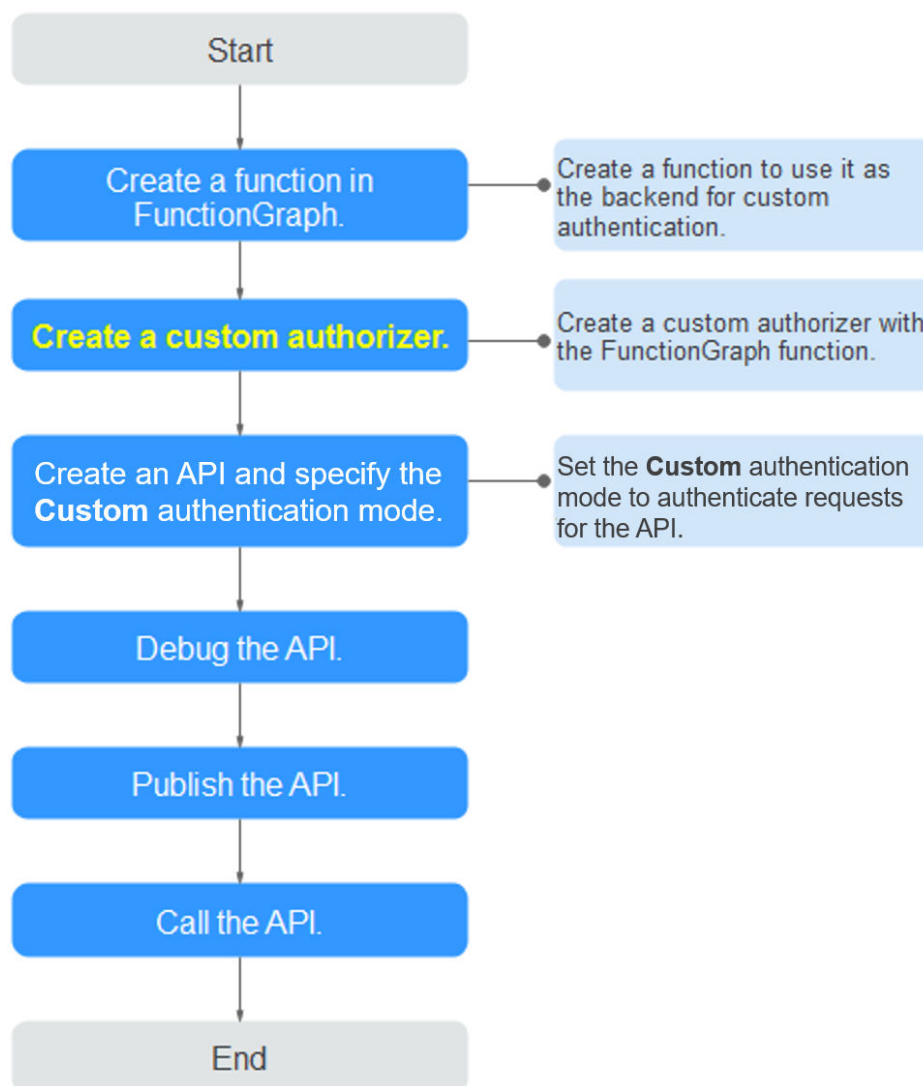 Start
Create a function in
FunctionGraph.
Create a function to use it as
the backend for custom
authentication.
Create a custom authorizer.
Create a custom authorizer with
the FunctionGraph function.
Create an API and specify the
Custom authentication mode.
Set the Custom authentication
mode to authenticate requests
for the API.
Debug the API.
Publish the API.
Call the API.
End